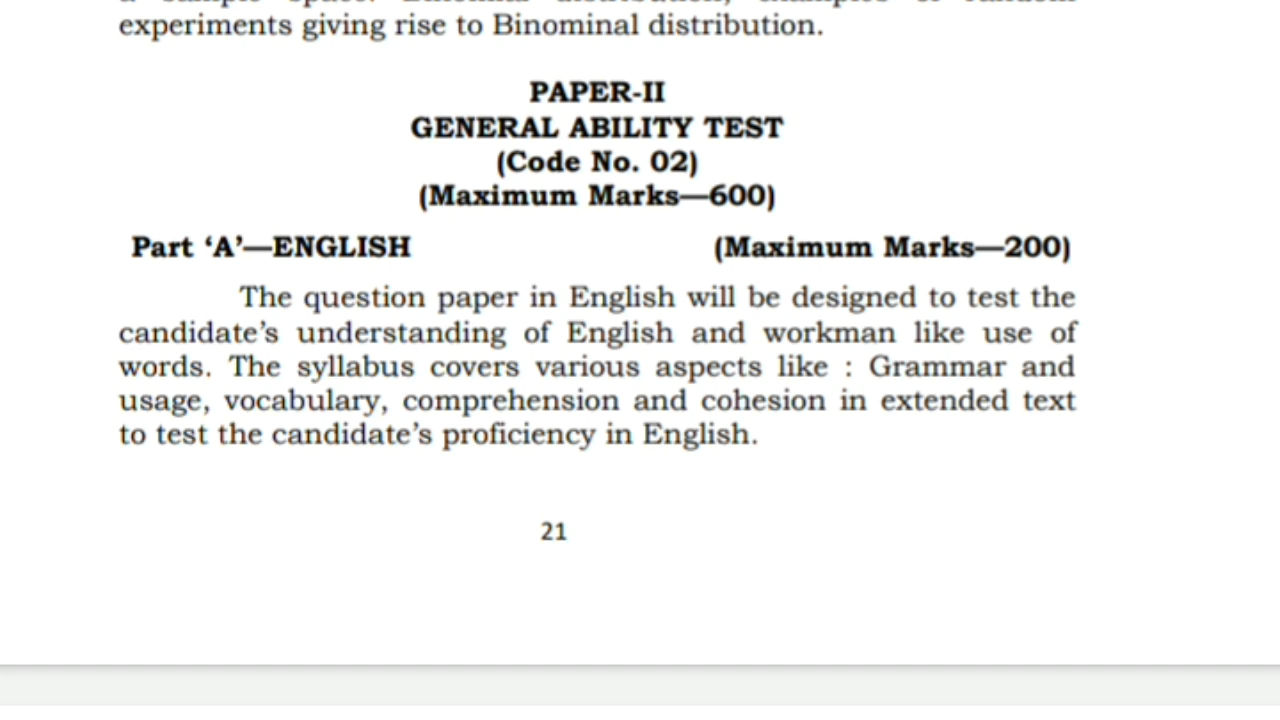 experiments giving rise to Binominal distribution.
PAPER-II
GENERAL ABILITY TEST
(Code No. 02)
(Maximum Marks—600)
Part ‘A’—ENGLISH (Maximum Marks—200)
The question paper in English will be designed to test the
candidate’s understanding of English and workman like use of
words. The syllabus covers various aspects like : Grammar and
usage, vocabulary, comprehension and cohesion in extended text
to test the candidate’s proficiency in English.
21